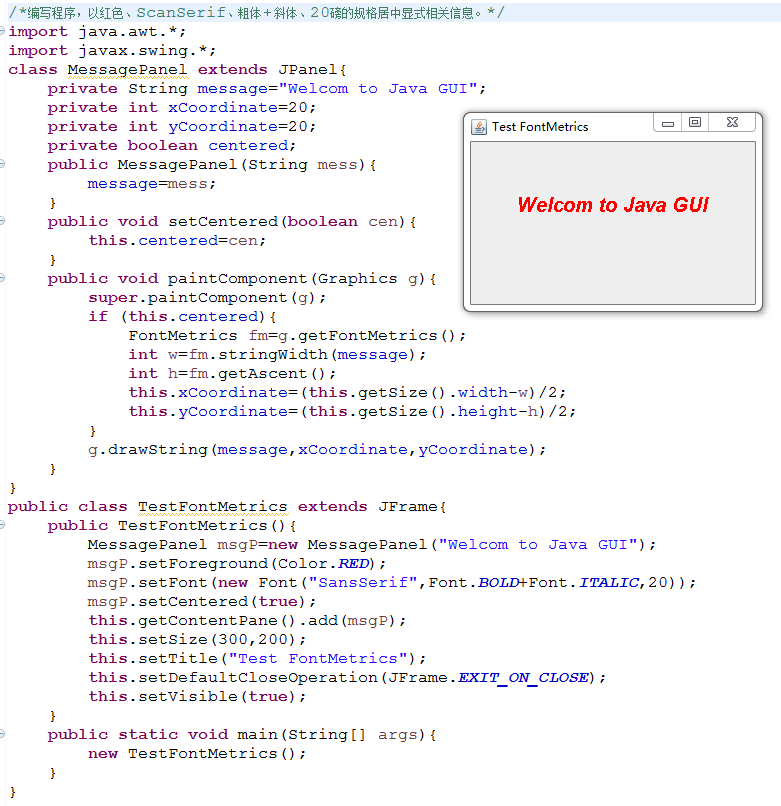 /*编写程序，以红色、ScanSerif、粗体＋斜体、20磅的规格居中显式相关信息。*/
import java.awt.*;
import javax.swing.*;
class MessagePanel extends JPanel{
    private String message="Welcom to Java GUI";
    private int xCoordinate=20;
    private int yCoordinate=20;
    private boolean centered;
    public MessagePanel(String mess){
        message=mess;
    }
    public void setCentered(boolean cen){
        this.centered=cen;
    }
    public void paintComponent(Graphics g){
        super.paintComponent(g);
        if (this.centered){
            FontMetrics fm=g.getFontMetrics();
            int w=fm.stringWidth(message);
            int h=fm.getAscent();
            this.xCoordinate=(this.getSize().width-w)/2;
            this.yCoordinate=(this.getSize().height-h)/2;
        }
        g.drawString(message,xCoordinate,yCoordinate);
    }
}
public class TestFontMetrics extends JFrame{
    public TestFontMetrics(){
        MessagePanel msgP=new MessagePanel("Welcom to Java GUI");
        msgP.setForeground(Color.RED);
        msgP.setFont(new Font("SansSerif",Font.BOLD+Font.ITALIC,20));
        msgP.setCentered(true);
        this.getContentPane().add(msgP);
        this.setSize(300,200);
        this.setTitle("Test FontMetrics");
        this.setDefaultCloseOperation(JFrame.EXIT_ON_CLOSE);
        this.setVisible(true);
    }
    public static void main(String[] args){
        new TestFontMetrics();
    }
}
Test FontMetrics
Welcom to Java GUI